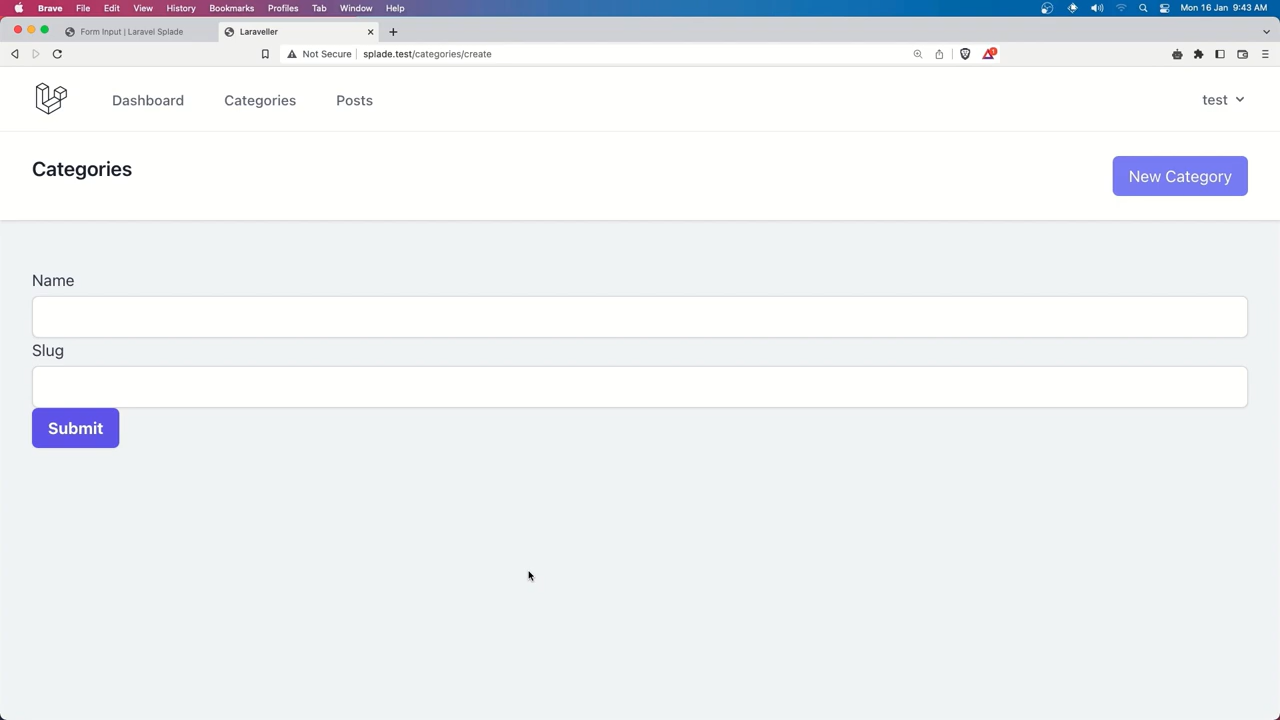 Brave File Edit View History Bookmarks Profiles Tab Window Help Mon 16 Jan 9:43 AM
Form Input | Laravel Splade Laraveller
Not Secure splade.test/categories/create
Dashboard Categories Posts test
Categories
New Category
Name
Slug
Submit